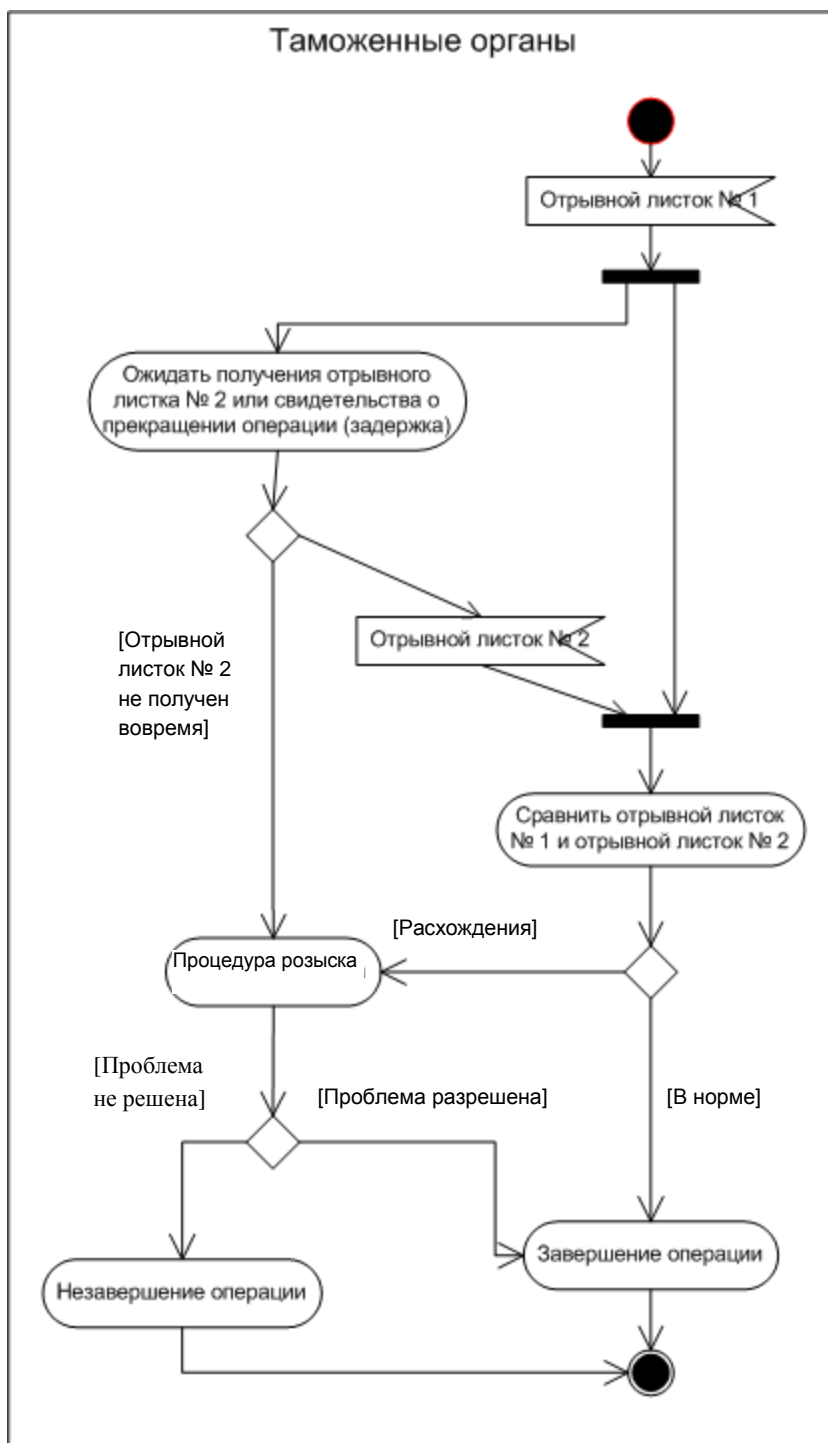 Таможенные органы
Отрывной листок № 1
Ожидать получения отрывного
листка № 2 или свидетельства о
прекращении операции (задержка)
[Отрывной
листок № 2
не получен
вовремя]
Отрывной листок № 2
Сравнить отрывной листок
№ 1 и отрывной листок № 2
[Расхождения]
Процедура розыска
[Проблема
не решена]
[Проблема разрешена]
[В норме]
Завершение операции
Незавершение операции